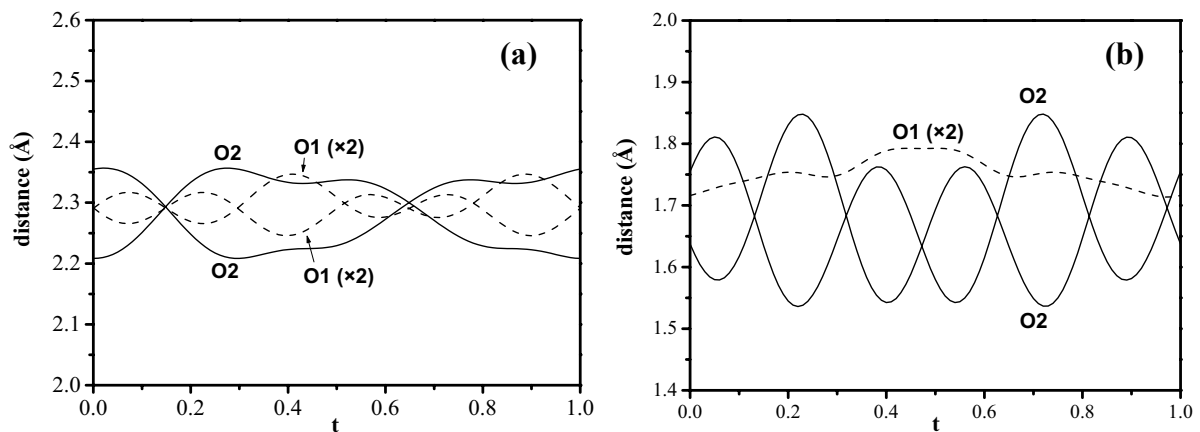 (a)
distance (Å)
2.6
2.5
2.4
2.3
2.2
2.1
2.0
O2
O1 (×2)
O2
O1 (×2)
0.0 0.2 0.4 0.6 0.8 1.0
t
(b)
distance (Å)
2.0
1.9
1.8
1.7
1.6
1.5
1.4
O2
O1 (×2)
O2
0.0 0.2 0.4 0.6 0.8 1.0
t